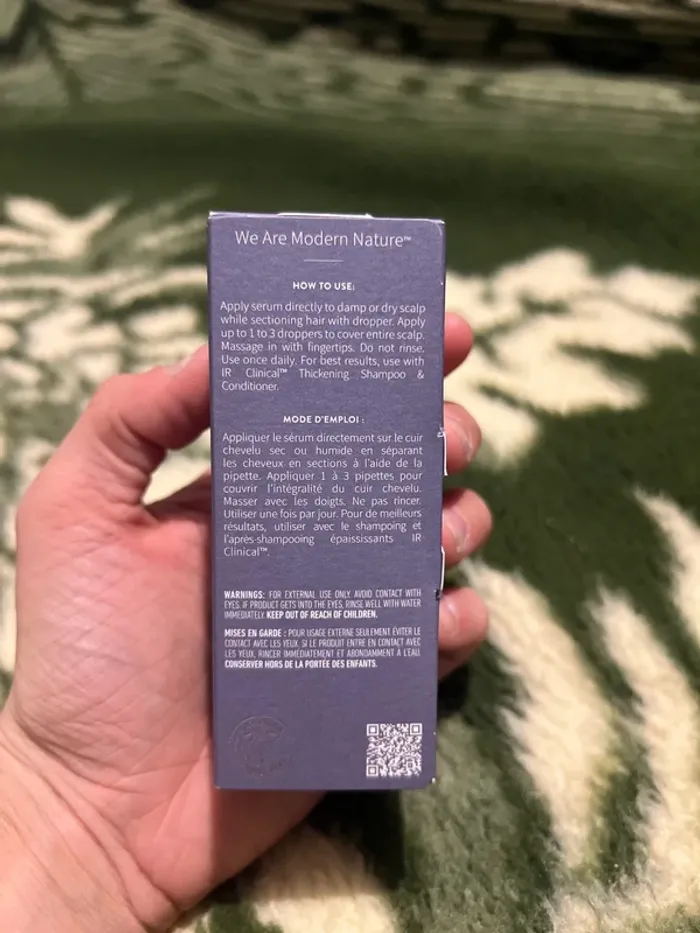 We Are Modern Nature™
HOW TO USE:
Apply serum directly to damp or dry scalp
while sectioning hair with dropper. Apply
up to 1 to 3 droppers to cover entire scalp.
Massage in with fingertips. Do not rinse.
Use once daily. For best results, use with
IR Clinical™ Thickening Shampoo &
Conditioner.
MODE D'EMPLOI :
Appliquer le sérum directement sur le cuir
chevelu sec ou humide en séparant
les cheveux en sections à l'aide de la
pipette. Appliquer 1 à 3 pipettes pour
couvrir l'intégralité du cuir chevelu.
Masser avec les doigts. Ne pas rincer.
Utiliser une fois par jour. Pour de meilleurs
résultats, utiliser avec le shampoing et
l'après-shampooing épaississants IR
Clinical™.
WARNINGS: FOR EXTERNAL USE ONLY. AVOID CONTACT WITH
EYES. IF PRODUCT GETS INTO THE EYES, RINSE WELL WITH WATER
IMMEDIATELY. KEEP OUT OF REACH OF CHILDREN.
MISES EN GARDE : POUR USAGE EXTERNE SEULEMENT. ÉVITER LE
CONTACT AVEC LES YEUX. SI LE PRODUIT ENTRE EN CONTACT AVEC
LES YEUX, RINCER IMMÉDIATEMENT ET ABONDAMMENT À L'EAU.
CONSERVER HORS DE LA PORTÉE DES ENFANTS.